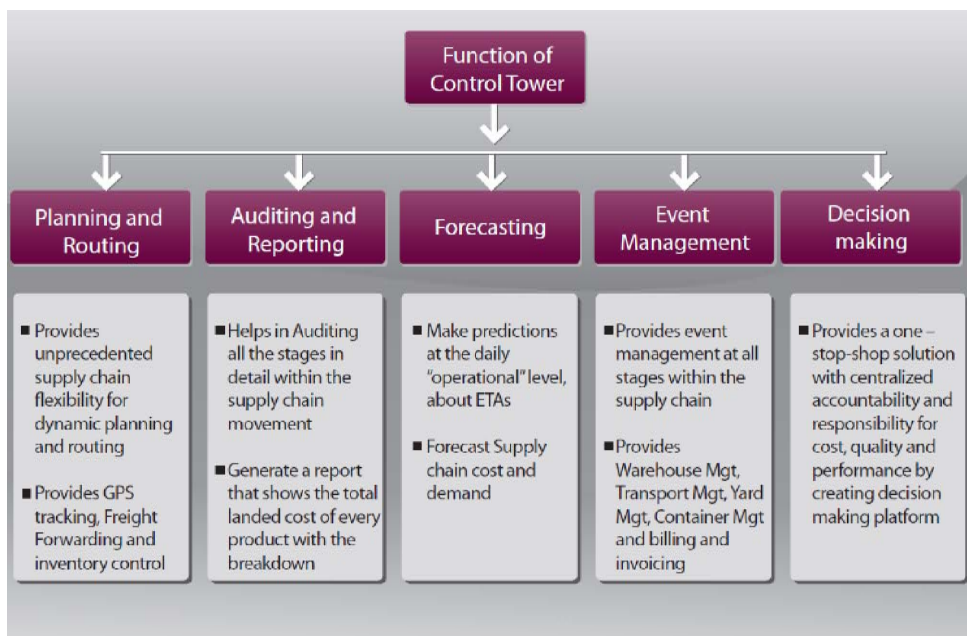 Function of
Control Tower
Planning and
Routing
Auditing and
Reporting
Forecasting
Event
Management
Decision
making
■ Provides
unprecedented
supply chain
flexibility for
dynamic planning
and routing
■ Provides GPS
tracking, Freight
Forwarding and
inventory control
■ Helps in Auditing
all the stages in
detail within the
supply chain
movement
■ Generate a report
that shows the total
landed cost of every
product with the
breakdown
■ Make predictions
at the daily
"operational" level,
about ETAs
■ Forecast Supply
chain cost and
demand
■ Provides event
management at all
stages within the
supply chain
■ Provides
Warehouse Mgt,
Transport Mgt, Yard
Mgt, Container Mgt
and billing and
invoicing
■ Provides a one –
stop-shop solution
with centralized
accountability and
responsibility for
cost, quality and
performance by
creating decision
making platform